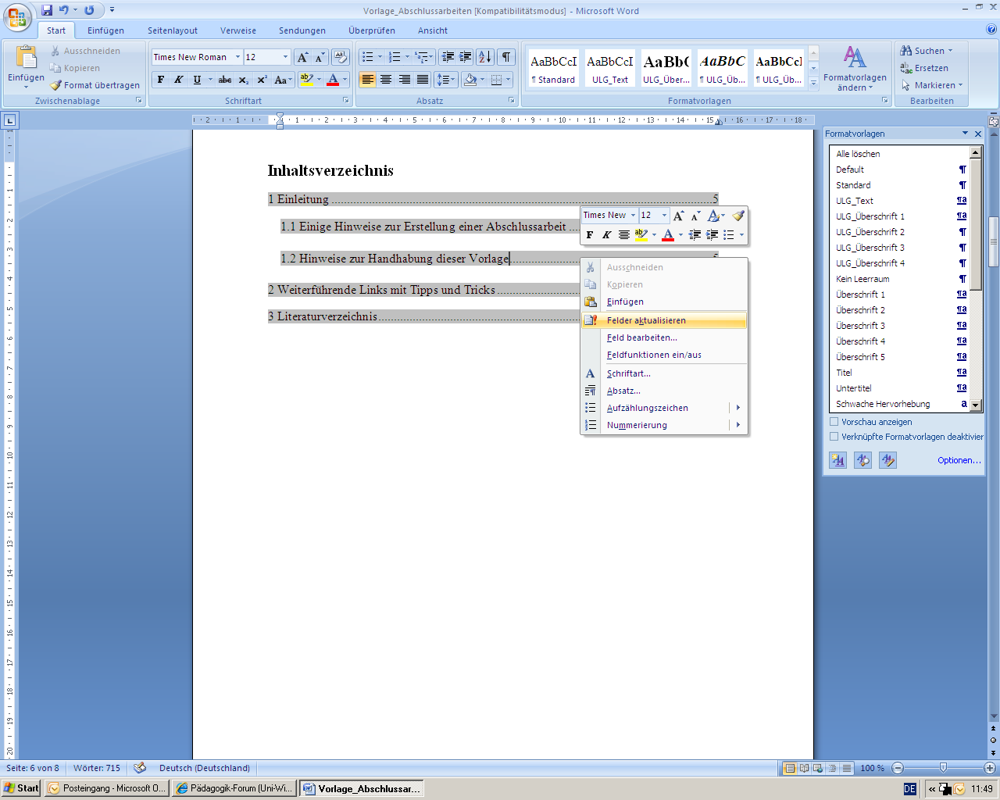 Vorlage_Abschlussarbeiten [Kompatibilitätsmodus] - Microsoft Word
Start Einfügen Seitenlayout Verweise Sendungen Überprüfen Ansicht
Einfügen
Ausschneiden
Kopieren
Format übertragen
Zwischenablage
Times New Roman 12
F K U abc x₂ x² Aa
Schriftart
Absatz
AaBbCcI AaBbCcI AaBb( AaBbC AaBbCcl
¶ Standard ULG_Text ULG_Über... ¶ ULG_Üb... ¶ ULG_Üb...
Formatvorlagen ändern
Formatvorlagen
Suchen
Ersetzen
Markieren
Bearbeiten
2 1 1 2 3 4 5 6 7 8 9 10 11 12 13 14 15 16 17 18
Inhaltsverzeichnis
1 Einleitung ........ 5
1.1 Einige Hinweise zur Erstellung einer Abschlussarbeit ....
1.2 Hinweise zur Handhabung dieser Vorlage........ 5
2 Weiterführende Links mit Tipps und Tricks ........
3 Literaturverzeichnis........
Times New 12
F K
Ausschneiden
Kopieren
Einfügen
Felder aktualisieren
Feld bearbeiten...
Feldfunktionen ein/aus
Schriftart...
Absatz...
Aufzählungszeichen
Nummerierung
Formatvorlagen
Alle löschen
Default ¶
Standard ¶
ULG_Text ¶a
ULG_Überschrift 1 ¶a
ULG_Überschrift 2 ¶
ULG_Überschrift 3 ¶
ULG_Überschrift 4 ¶a
Kein Leerraum ¶
Überschrift 1 ¶a
Überschrift 2 ¶a
Überschrift 3 ¶a
Überschrift 4 ¶a
Überschrift 5 ¶a
Titel ¶a
Untertitel ¶a
Schwache Hervorhebung a
Vorschau anzeigen
Verknüpfte Formatvorlagen deaktivier
Optionen...
Seite: 6 von 8 Wörter: 715 Deutsch (Deutschland) 100 %
Start Posteingang - Microsoft O... Pädagogik-Forum (Uni-Wi... Vorlage_Abschlussar... DE « 11:49